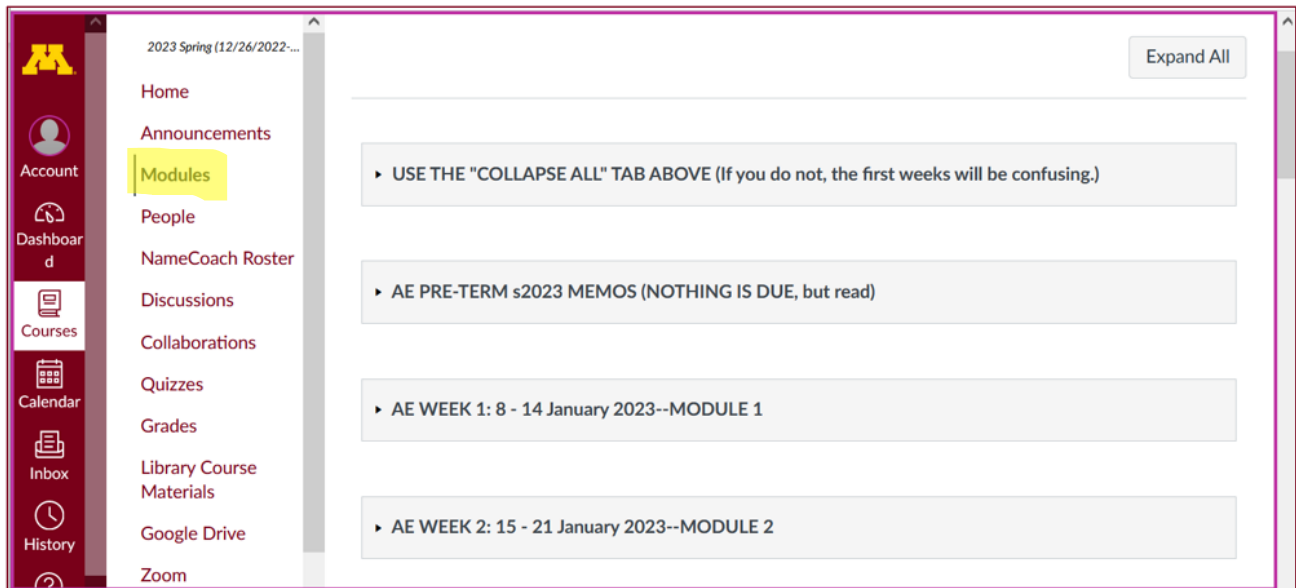 M
Account
Dashboar
d
Courses
Calendar
Inbox
History
2023 Spring (12/26/2022-...
Home
Announcements
Modules
People
NameCoach Roster
Discussions
Collaborations
Quizzes
Grades
Library Course
Materials
Google Drive
Zoom
Expand All
USE THE "COLLAPSE ALL" TAB ABOVE (If you do not, the first weeks will be confusing.)
AE PRE-TERM s2023 MEMOS (NOTHING IS DUE, but read)
AE WEEK 1: 8 - 14 January 2023--MODULE 1
AE WEEK 2: 15 - 21 January 2023--MODULE 2